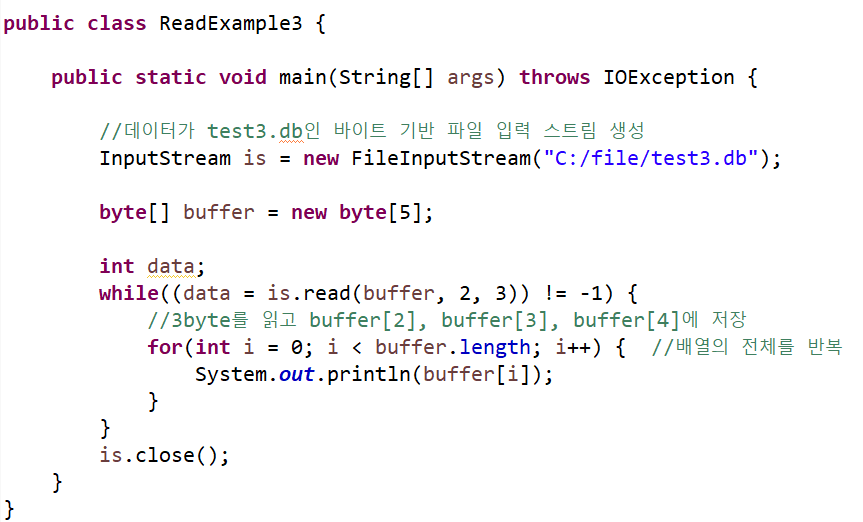 public class ReadExample3 {
public static void main(String[] args) throws IOException {
//데이터가 test3.db인 바이트 기반 파일 입력 스트림 생성
InputStream is = new FileInputStream("C:/file/test3.db");
byte[] buffer = new byte[5];
int data;
while((data = is.read(buffer, 2, 3)) != -1) {
//3byte를 읽고 buffer[2], buffer[3], buffer[4]에 저장
for(int i = 0; i < buffer.length; i++) {  //배열의 전체를 반복
System.out.println(buffer[i]);
}
}
is.close();
}
}